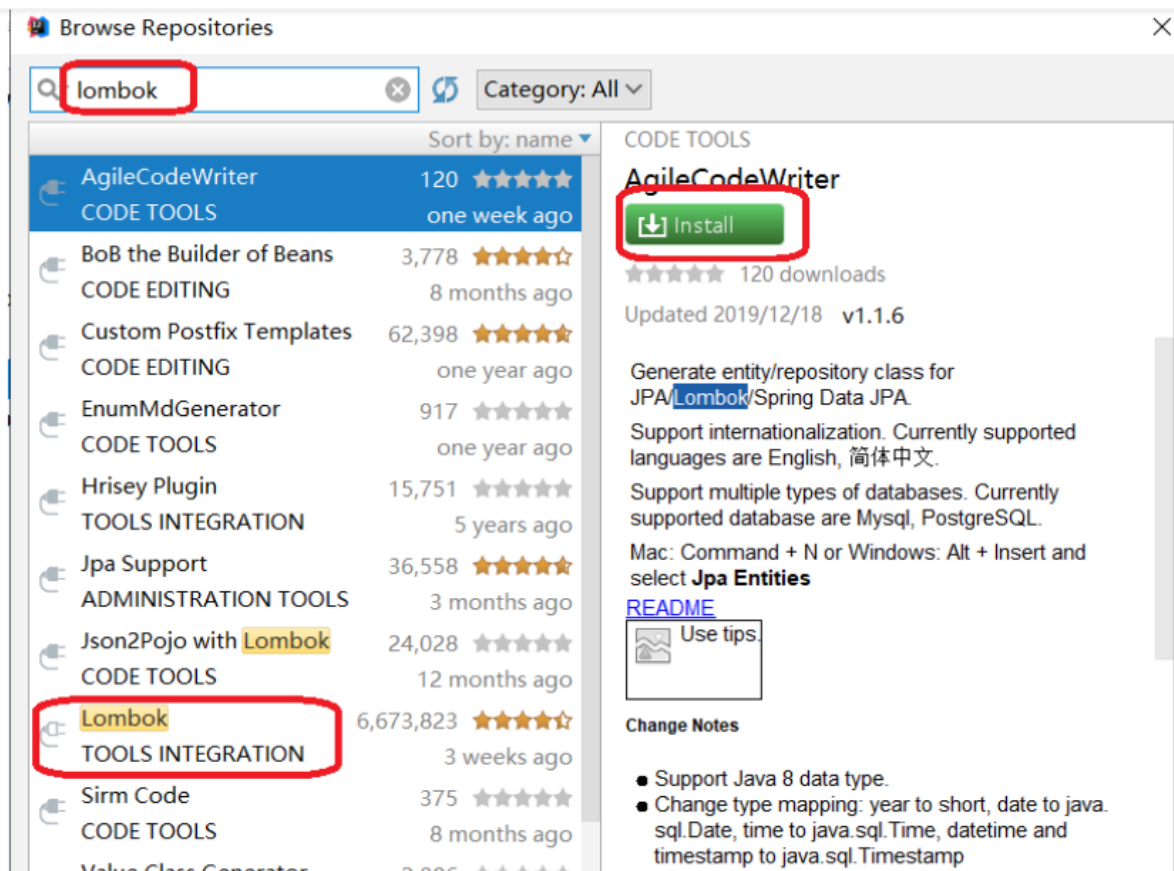 Browse Repositories
lombok
Category: All
Sort by: name
AgileCodeWriter 120
CODE TOOLS one week ago
BoB the Builder of Beans 3,778
CODE EDITING 8 months ago
Custom Postfix Templates 62,398
CODE EDITING one year ago
EnumMdGenerator 917
CODE TOOLS one year ago
Hrisey Plugin 15,751
TOOLS INTEGRATION 5 years ago
Jpa Support 36,558
ADMINISTRATION TOOLS 3 months ago
Json2Pojo with Lombok 24,028
CODE TOOLS 12 months ago
Lombok 6,673,823
TOOLS INTEGRATION 3 weeks ago
Sirm Code 375
CODE TOOLS 8 months ago
Value Class Generator
CODE TOOLS
AgileCodeWriter
Install
120 downloads
Updated 2019/12/18 v1.1.6
Generate entity/repository class for
JPA/Lombok/Spring Data JPA.
Support internationalization. Currently supported
languages are English, 简体中文.
Support multiple types of databases. Currently
supported database are Mysql, PostgreSQL.
Mac: Command + N or Windows: Alt + Insert and
select Jpa Entities
README
Use tips.
Change Notes
Support Java 8 data type.
Change type mapping: year to short, date to java.
sql.Date, time to java.sql.Time, datetime and
timestamp to java.sql.Timestamp